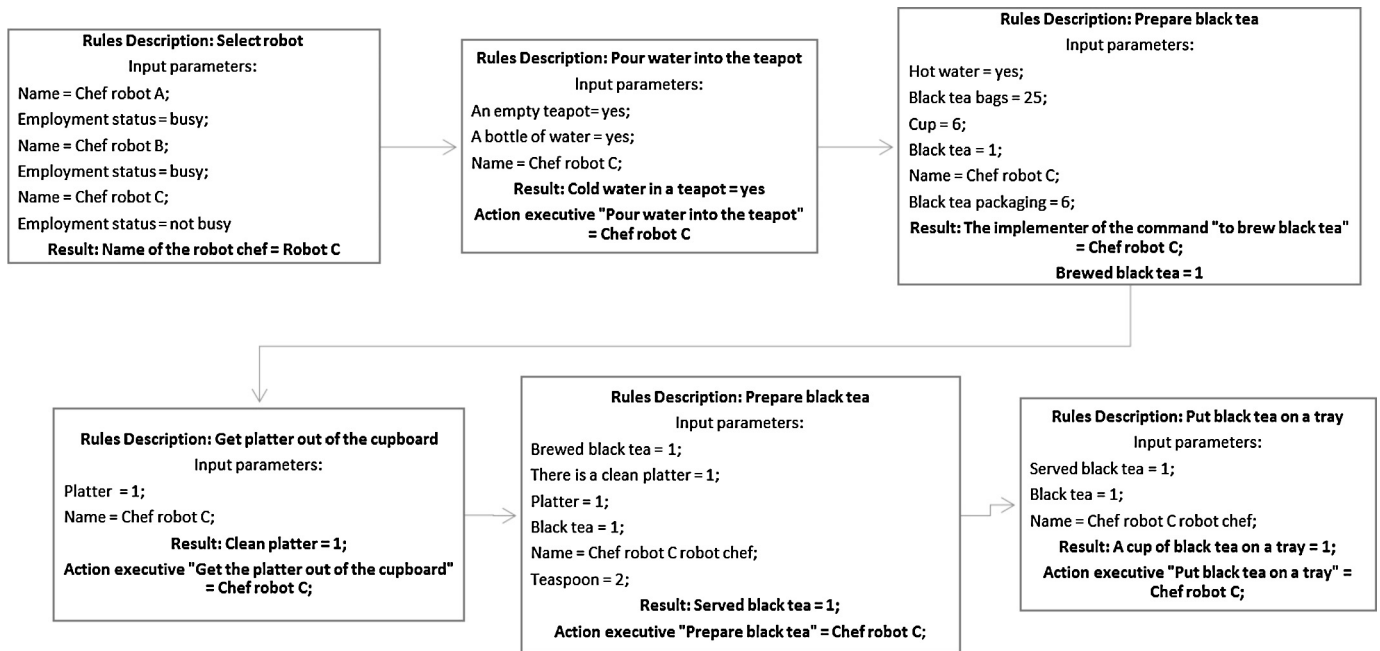 Rules Description: Select robot
Input parameters:
Name = Chef robot A;
Employment status = busy;
Name = Chef robot B;
Employment status = busy;
Name = Chef robot C;
Employment status = not busy
Result: Name of the robot chef = Robot C
Rules Description: Pour water into the teapot
Input parameters:
An empty teapot= yes;
A bottle of water = yes;
Name = Chef robot C;
Result: Cold water in a teapot = yes
Action executive "Pour water into the teapot"
= Chef robot C
Rules Description: Prepare black tea
Input parameters:
Hot water = yes;
Black tea bags = 25;
Cup = 6;
Black tea = 1;
Name = Chef robot C;
Black tea packaging = 6;
Result: The implementer of the command "to brew black tea"
= Chef robot C;
Brewed black tea = 1
Rules Description: Get platter out of the cupboard
Input parameters:
Platter = 1;
Name = Chef robot C;
Result: Clean platter = 1;
Action executive "Get the platter out of the cupboard"
= Chef robot C;
Rules Description: Prepare black tea
Input parameters:
Brewed black tea = 1;
There is a clean platter = 1;
Platter = 1;
Black tea = 1;
Name = Chef robot C robot chef;
Teaspoon = 2;
Result: Served black tea = 1;
Action executive "Prepare black tea" = Chef robot C;
Rules Description: Put black tea on a tray
Input parameters:
Served black tea = 1;
Black tea = 1;
Name = Chef robot C robot chef;
Result: A cup of black tea on a tray = 1;
Action executive "Put black tea on a tray" =
Chef robot C;